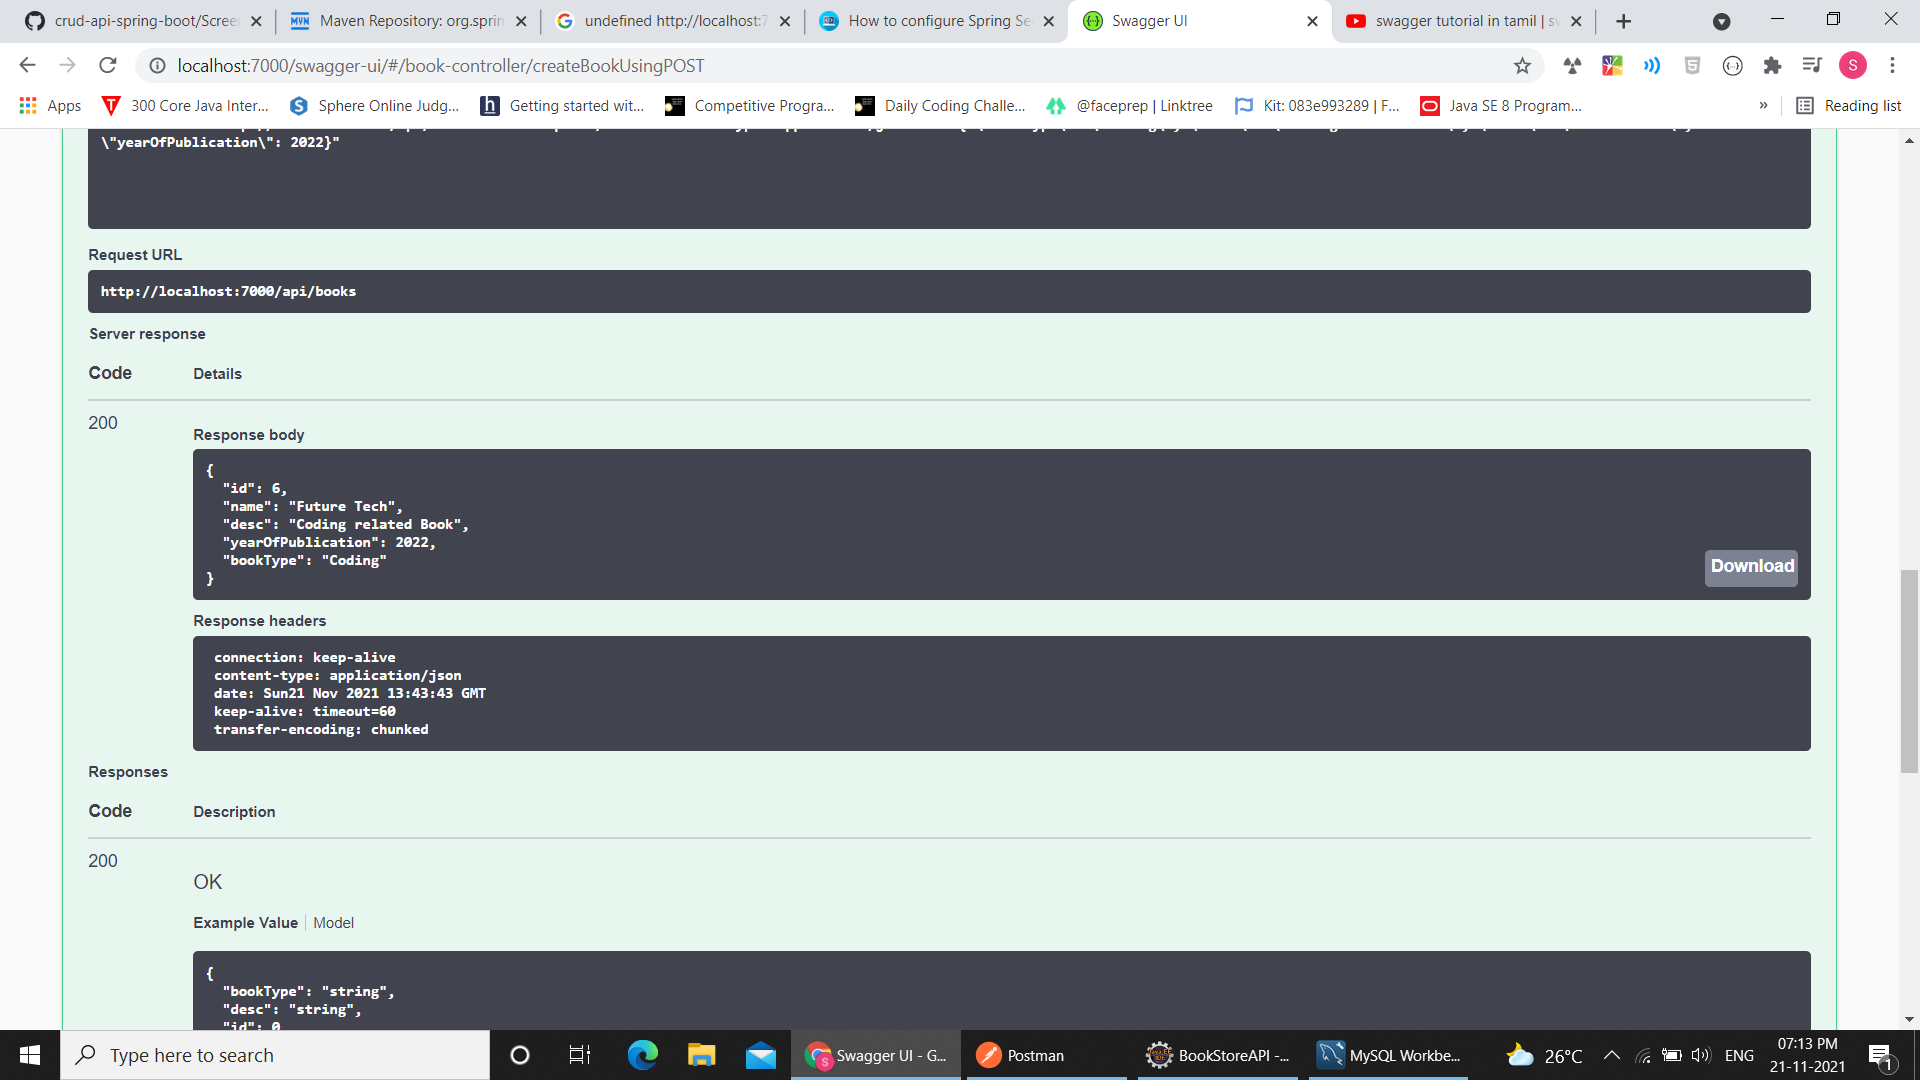 crud-api-spring-boot/Scree
Maven Repository: org.sprin
undefined http://localhost:7
How to configure Spring Se
Swagger UI
swagger tutorial in tamil | sw
localhost:7000/swagger-ui/#/book-controller/createBookUsingPOST
S
Apps
300 Core Java Inter...
Sphere Online Judg...
Getting started wit...
Competitive Progra...
Daily Coding Challe...
@faceprep | Linktree
Kit: 083e993289 | F...
Java SE 8 Program...
»
Reading list
\"yearOfPublication\": 2022}"
Request URL
http://localhost:7000/api/books
Server response
Code Details
200
Response body
{
"id": 6,
"name": "Future Tech",
"desc": "Coding related Book",
"yearOfPublication": 2022,
"bookType": "Coding"
}
Download
Response headers
connection: keep-alive
content-type: application/json
date: Sun21 Nov 2021 13:43:43 GMT
keep-alive: timeout=60
transfer-encoding: chunked
Responses
Code Description
200
OK
Example Value Model
{
"bookType": "string",
"desc": "string",
"id": 0
Type here to search
Swagger UI - G...
Postman
BookStoreAPI -...
MySQL Workbe...
26°C
ENG
07:13 PM
21-11-2021
1